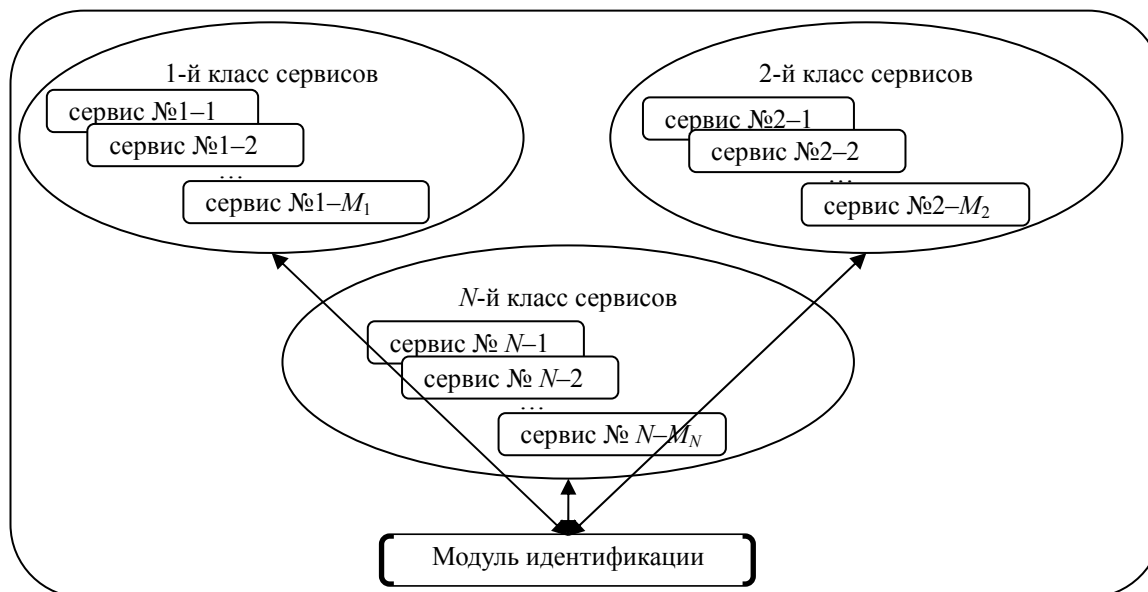 1-й класс сервисов
сервис №1–1
сервис №1–2
…
сервис №1–M₁
2-й класс сервисов
сервис №2–1
сервис №2–2
…
сервис №2–M₂
N-й класс сервисов
сервис № N–1
сервис № N–2
…
сервис № N–M_N
Модуль идентификации